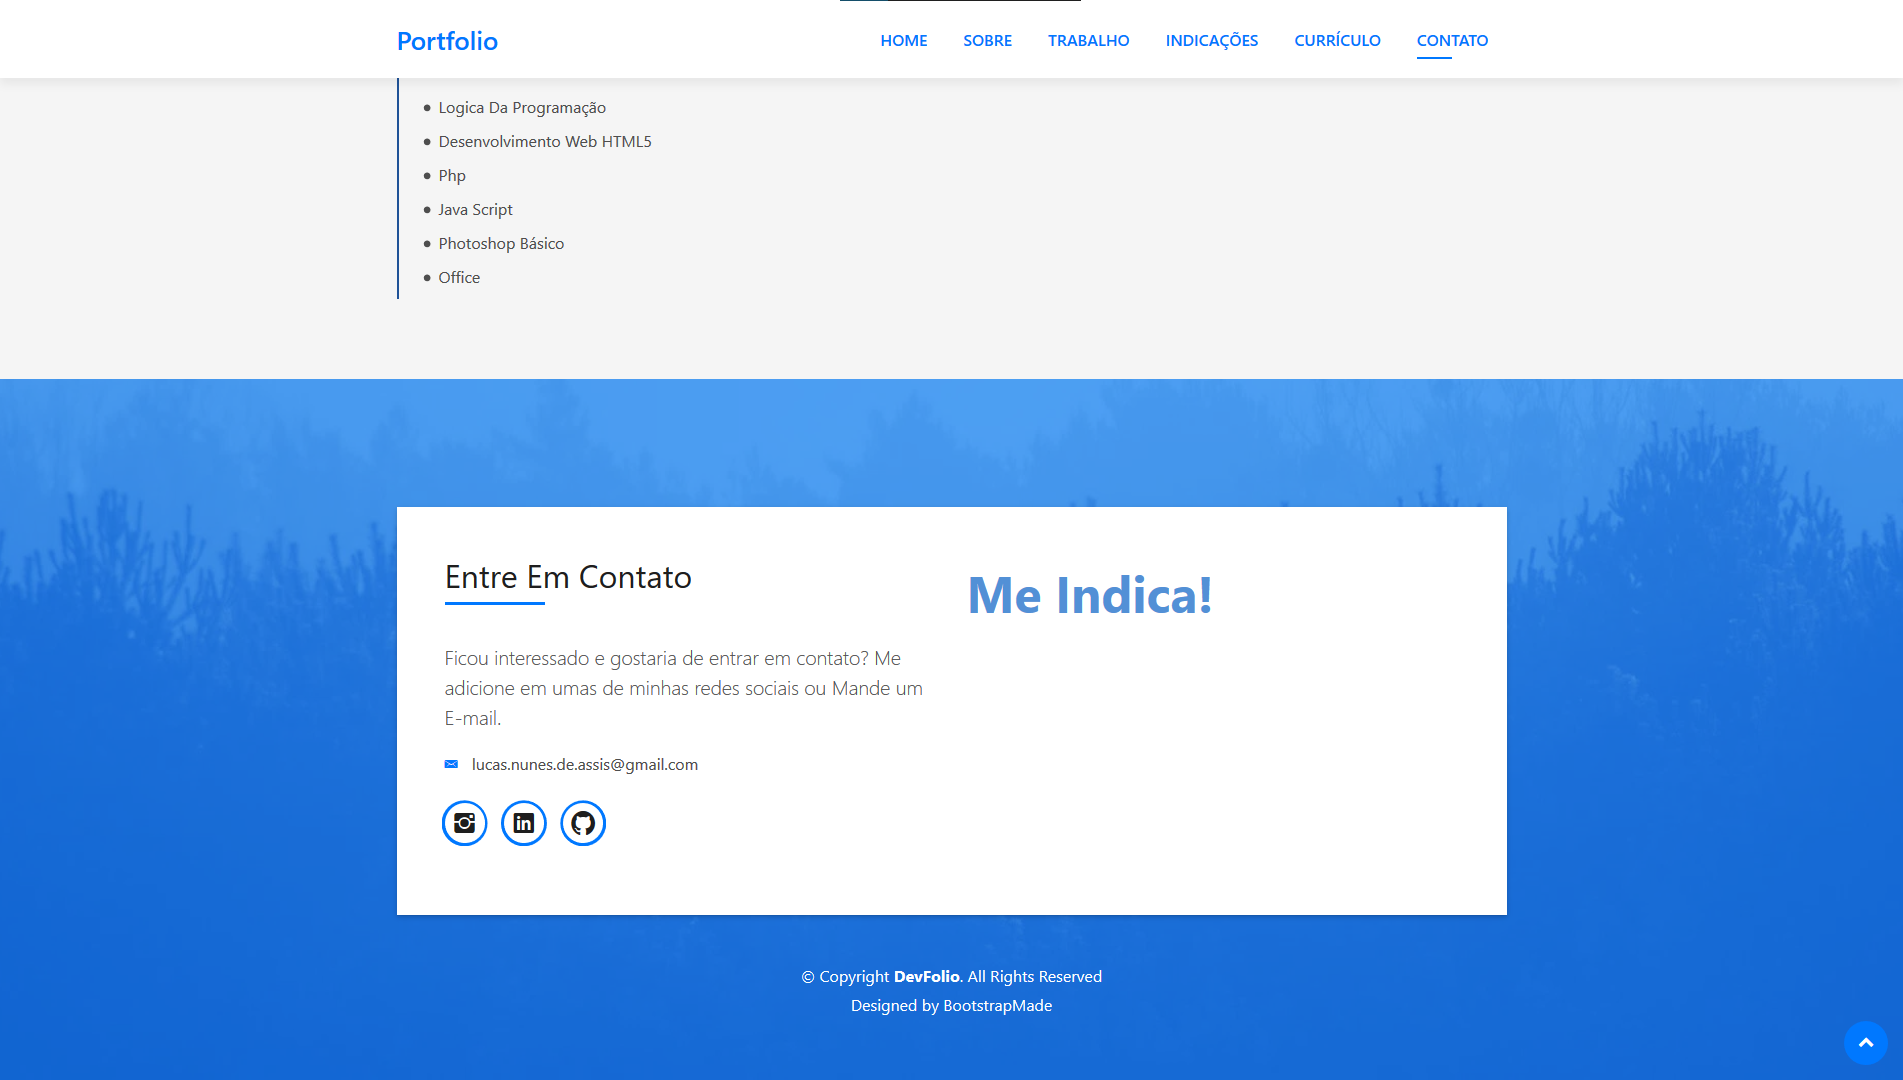 Portfolio
HOME SOBRE TRABALHO INDICAÇÕES CURRÍCULO CONTATO
Logica Da Programação
Desenvolvimento Web HTML5
Php
Java Script
Photoshop Básico
Office
Entre Em Contato
Me Indica!
Ficou interessado e gostaria de entrar em contato? Me
adicione em umas de minhas redes sociais ou Mande um
E-mail.
lucas.nunes.de.assis@gmail.com
© Copyright DevFolio. All Rights Reserved
Designed by BootstrapMade